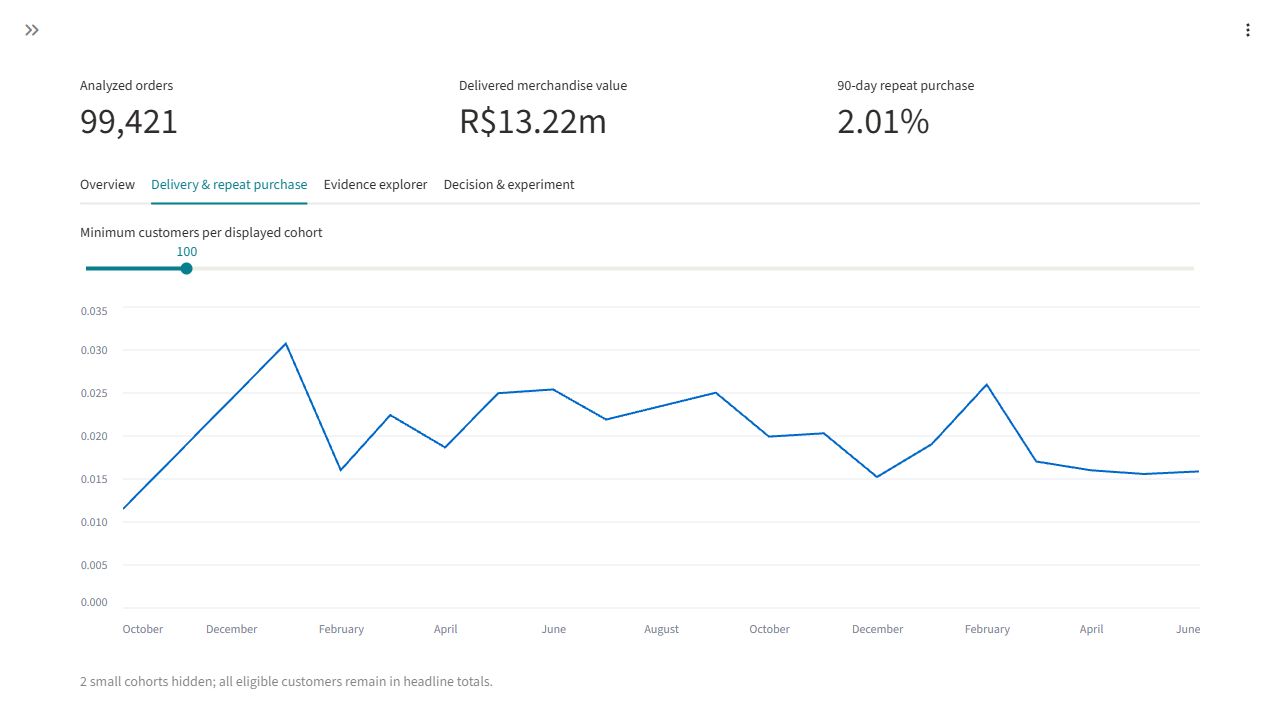 Analyzed orders
99,421
Delivered merchandise value
R$13.22m
90-day repeat purchase
2.01%
Overview Delivery & repeat purchase Evidence explorer Decision & experiment
Minimum customers per displayed cohort
100
0.035
0.030
0.025
0.020
0.015
0.010
0.005
0.000
October December February April June August October December February April June
2 small cohorts hidden; all eligible customers remain in headline totals.